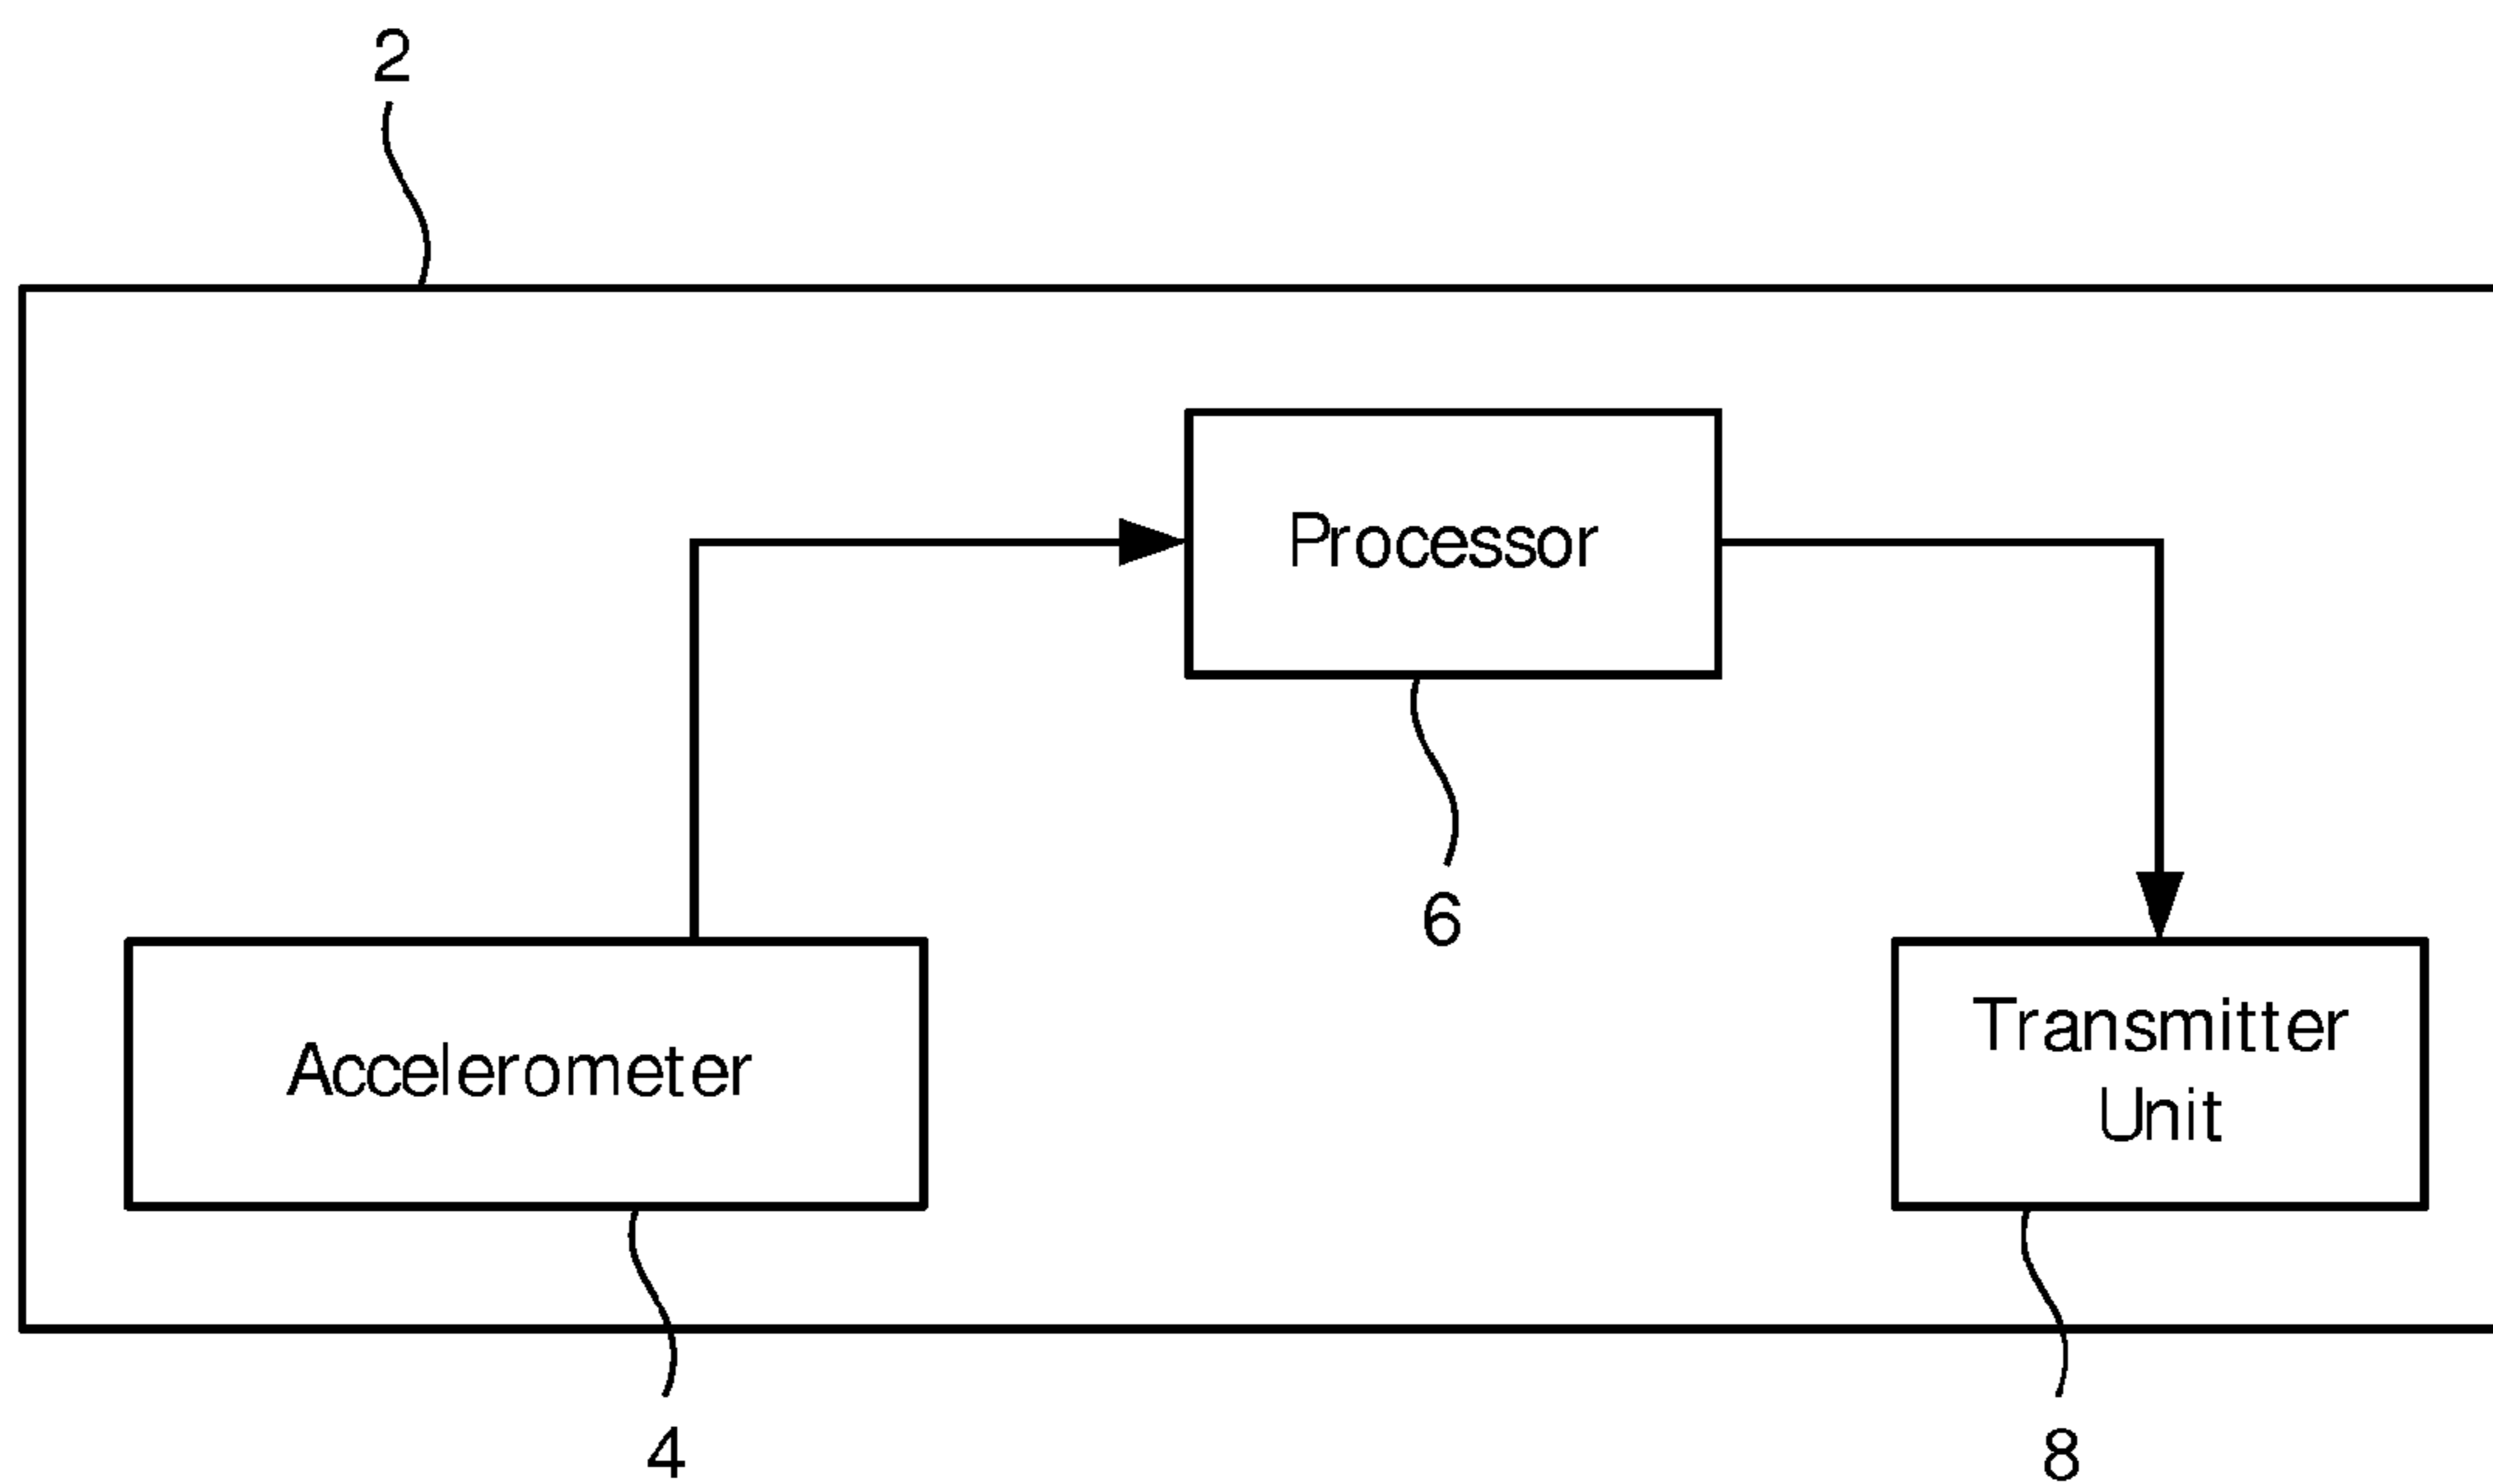 2
Processor
6
Accelerometer
Transmitter
Unit
4
8